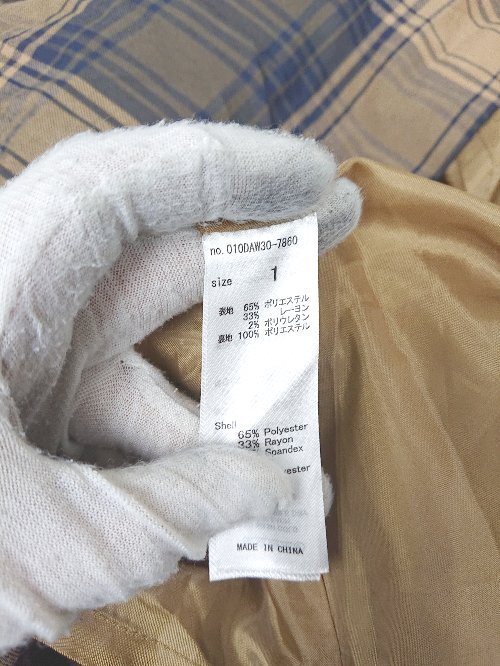 no. 010DAW30-7860
size 1
表地 65% ポリエステル
33% レーヨン
2% ポリウレタン
裏地 100% ポリエステル
Shell
65% Polyester
33% Rayon
Spandex
MADE IN CHINA